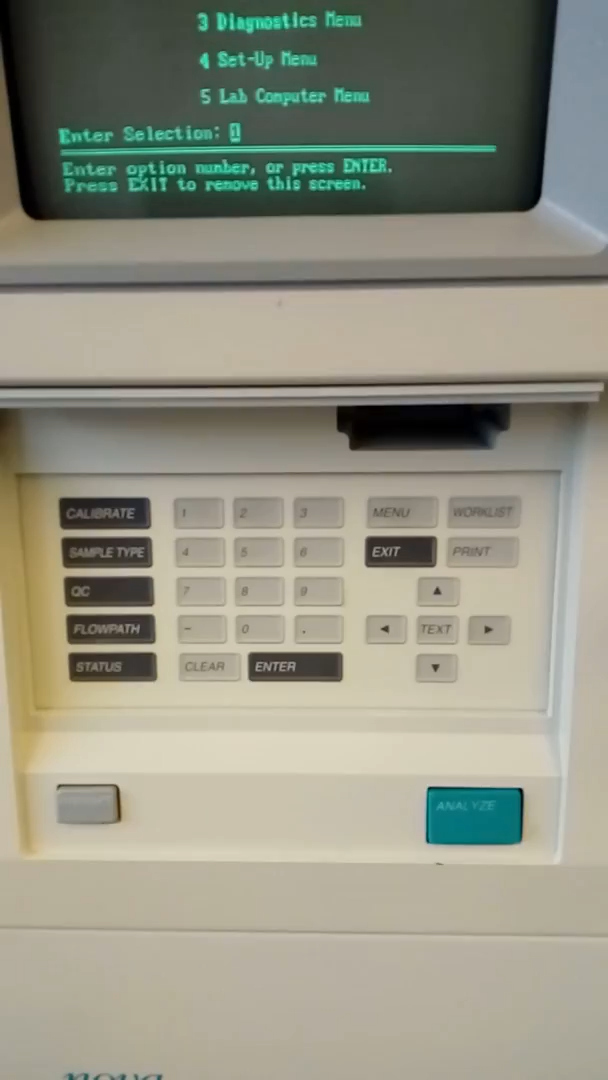 3 Diagnostics Menu
4 Set-Up Menu
5 Lab Computer Menu
Enter Selection: 1
Enter option number, or press ENTER.
Press EXIT to remove this screen.
CALIBRATE 1 2 3 MENU WORKLIST
SAMPLE TYPE 4 5 6 EXIT PRINT
QC 7 8 9
FLOWPATH - 0 . TEXT
STATUS CLEAR ENTER
ANALYZE
nova